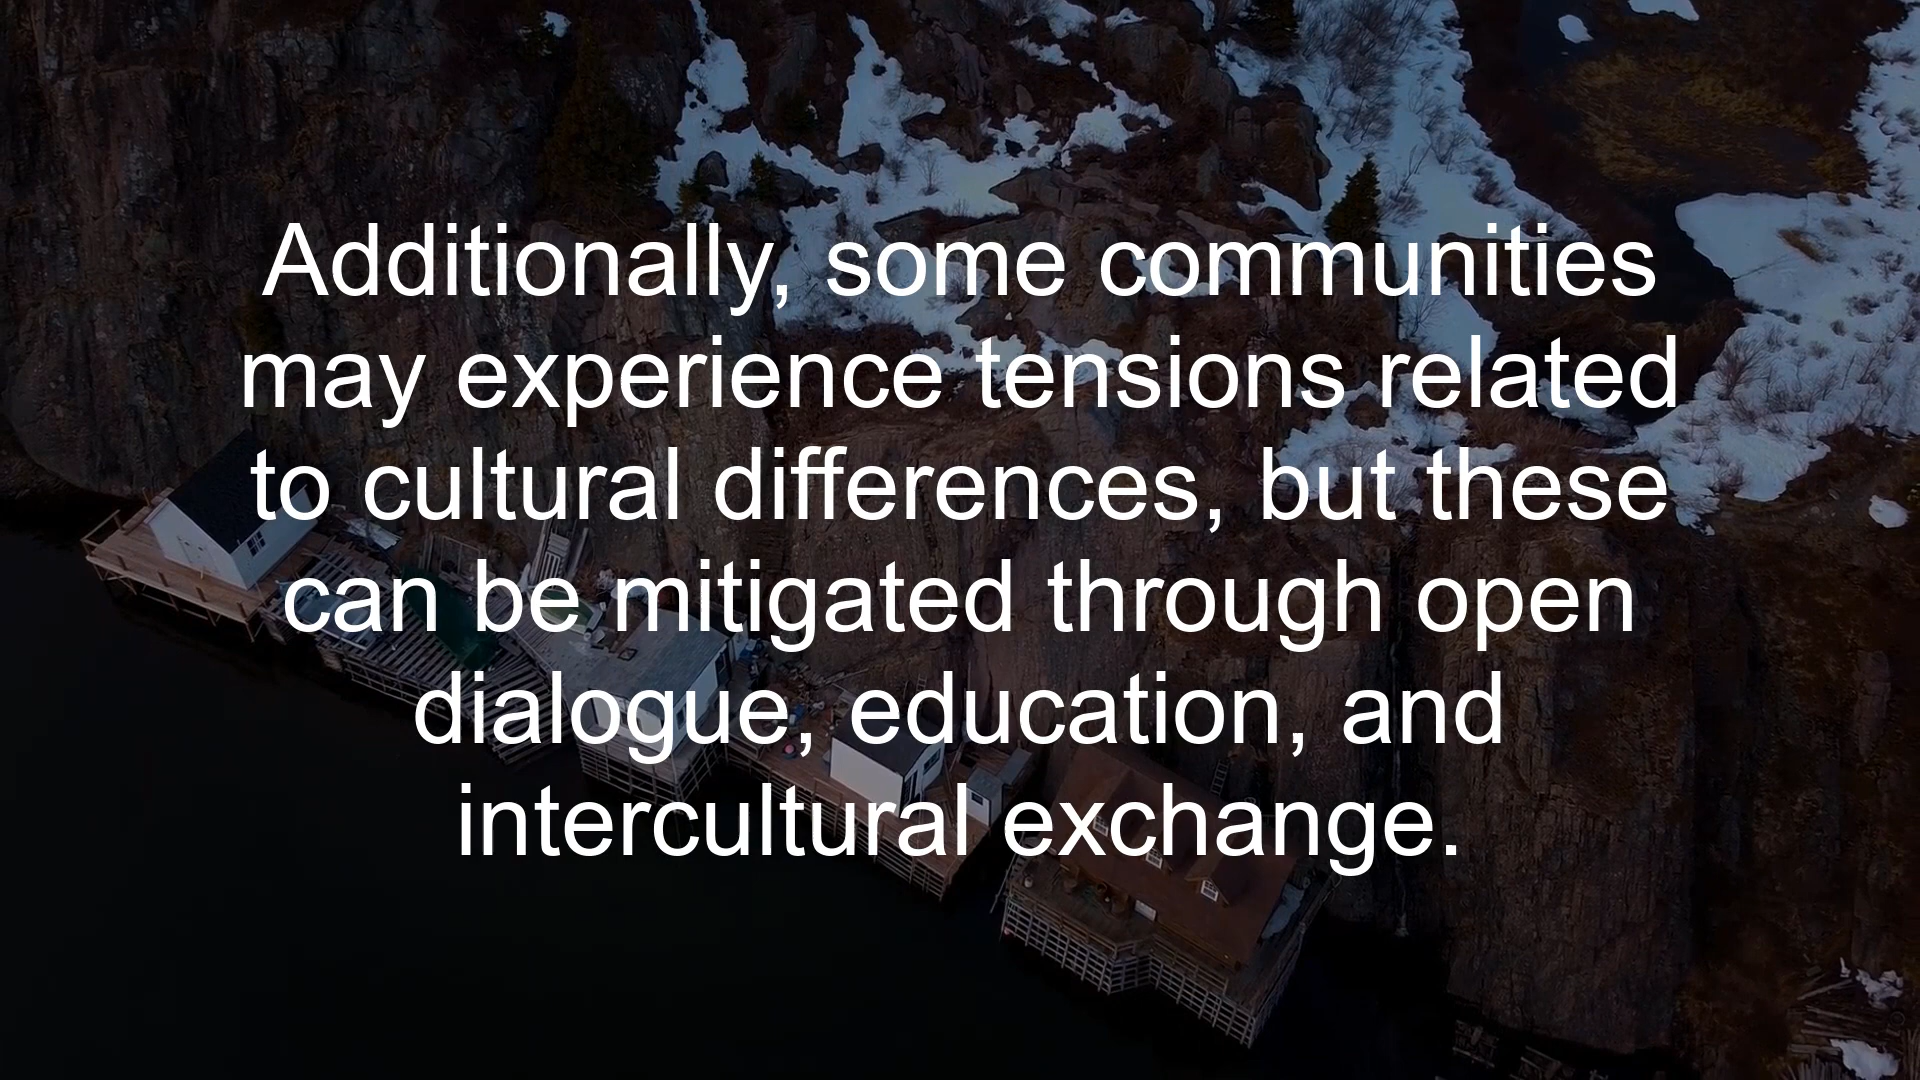 Additionally, some communities
may experience tensions related
to cultural differences, but these
can be mitigated through open
dialogue, education, and
intercultural exchange.